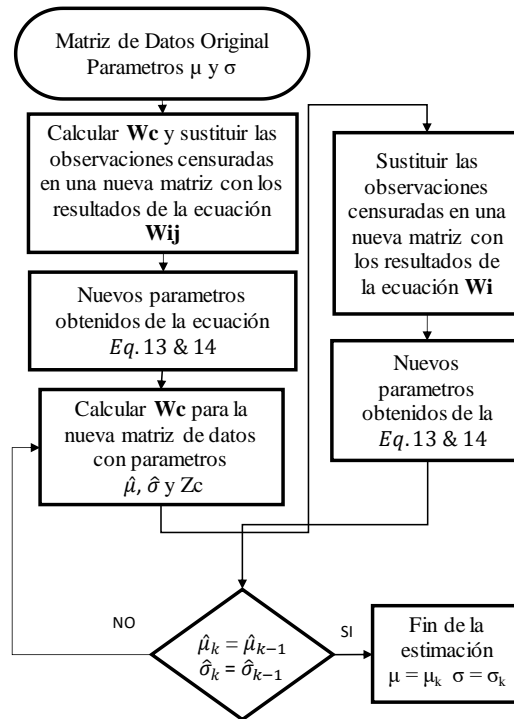 Matriz de Datos Original
Parametros μ y σ
Calcular Wc y sustituir las
observaciones censuradas
en una nueva matriz con los
resultados de la ecuación
Wij
Nuevos parametros
obtenidos de la ecuación
Eq. 13 & 14
Calcular Wc para la
nueva matriz de datos
con parametros
μ̂, σ̂ y Zc
Sustituir las
observaciones
censuradas en una
nueva matriz con
los resultados de
la ecuación Wi
Nuevos
parametros
obtenidos de la
Eq. 13 & 14
NO
μ̂ₖ = μ̂ₖ₋₁
σ̂ₖ = σ̂ₖ₋₁
SI
Fin de la
estimación
μ = μₖ σ = σₖ